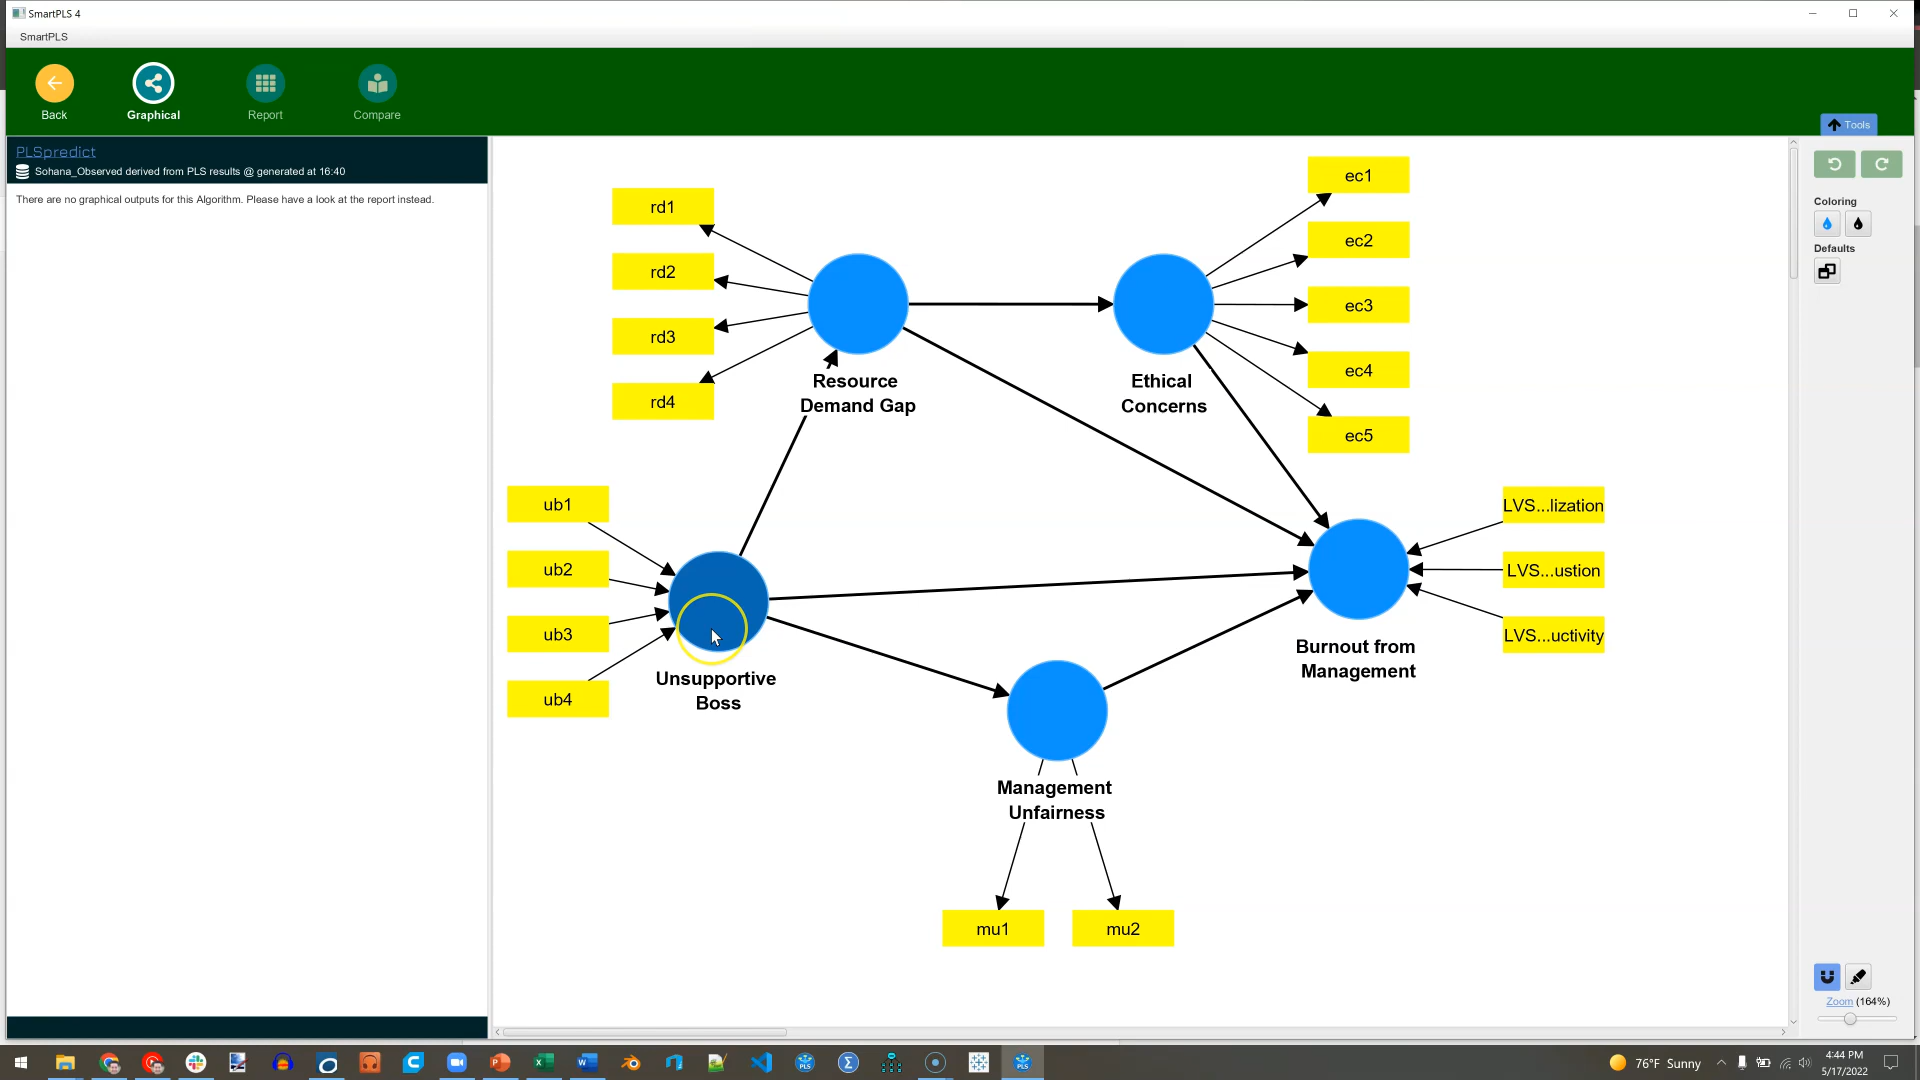 SmartPLS 4
SmartPLS
Back
Graphical
Report
Compare
Tools
PLSpredict
Sohana_Observed derived from PLS results @ generated at 16:40
There are no graphical outputs for this Algorithm. Please have a look at the report instead.
Coloring
Defaults
rd1
rd2
rd3
rd4
Resource
Demand Gap
Ethical
Concerns
ec1
ec2
ec3
ec4
ec5
ub1
ub2
ub3
ub4
Unsupportive
Boss
LVS...lization
LVS...ustion
LVS...uctivity
Burnout from
Management
Management
Unfairness
mu1
mu2
Zoom (164%)
PLS
Σ
PLS
76°F Sunny
4:44 PM
5/17/2022